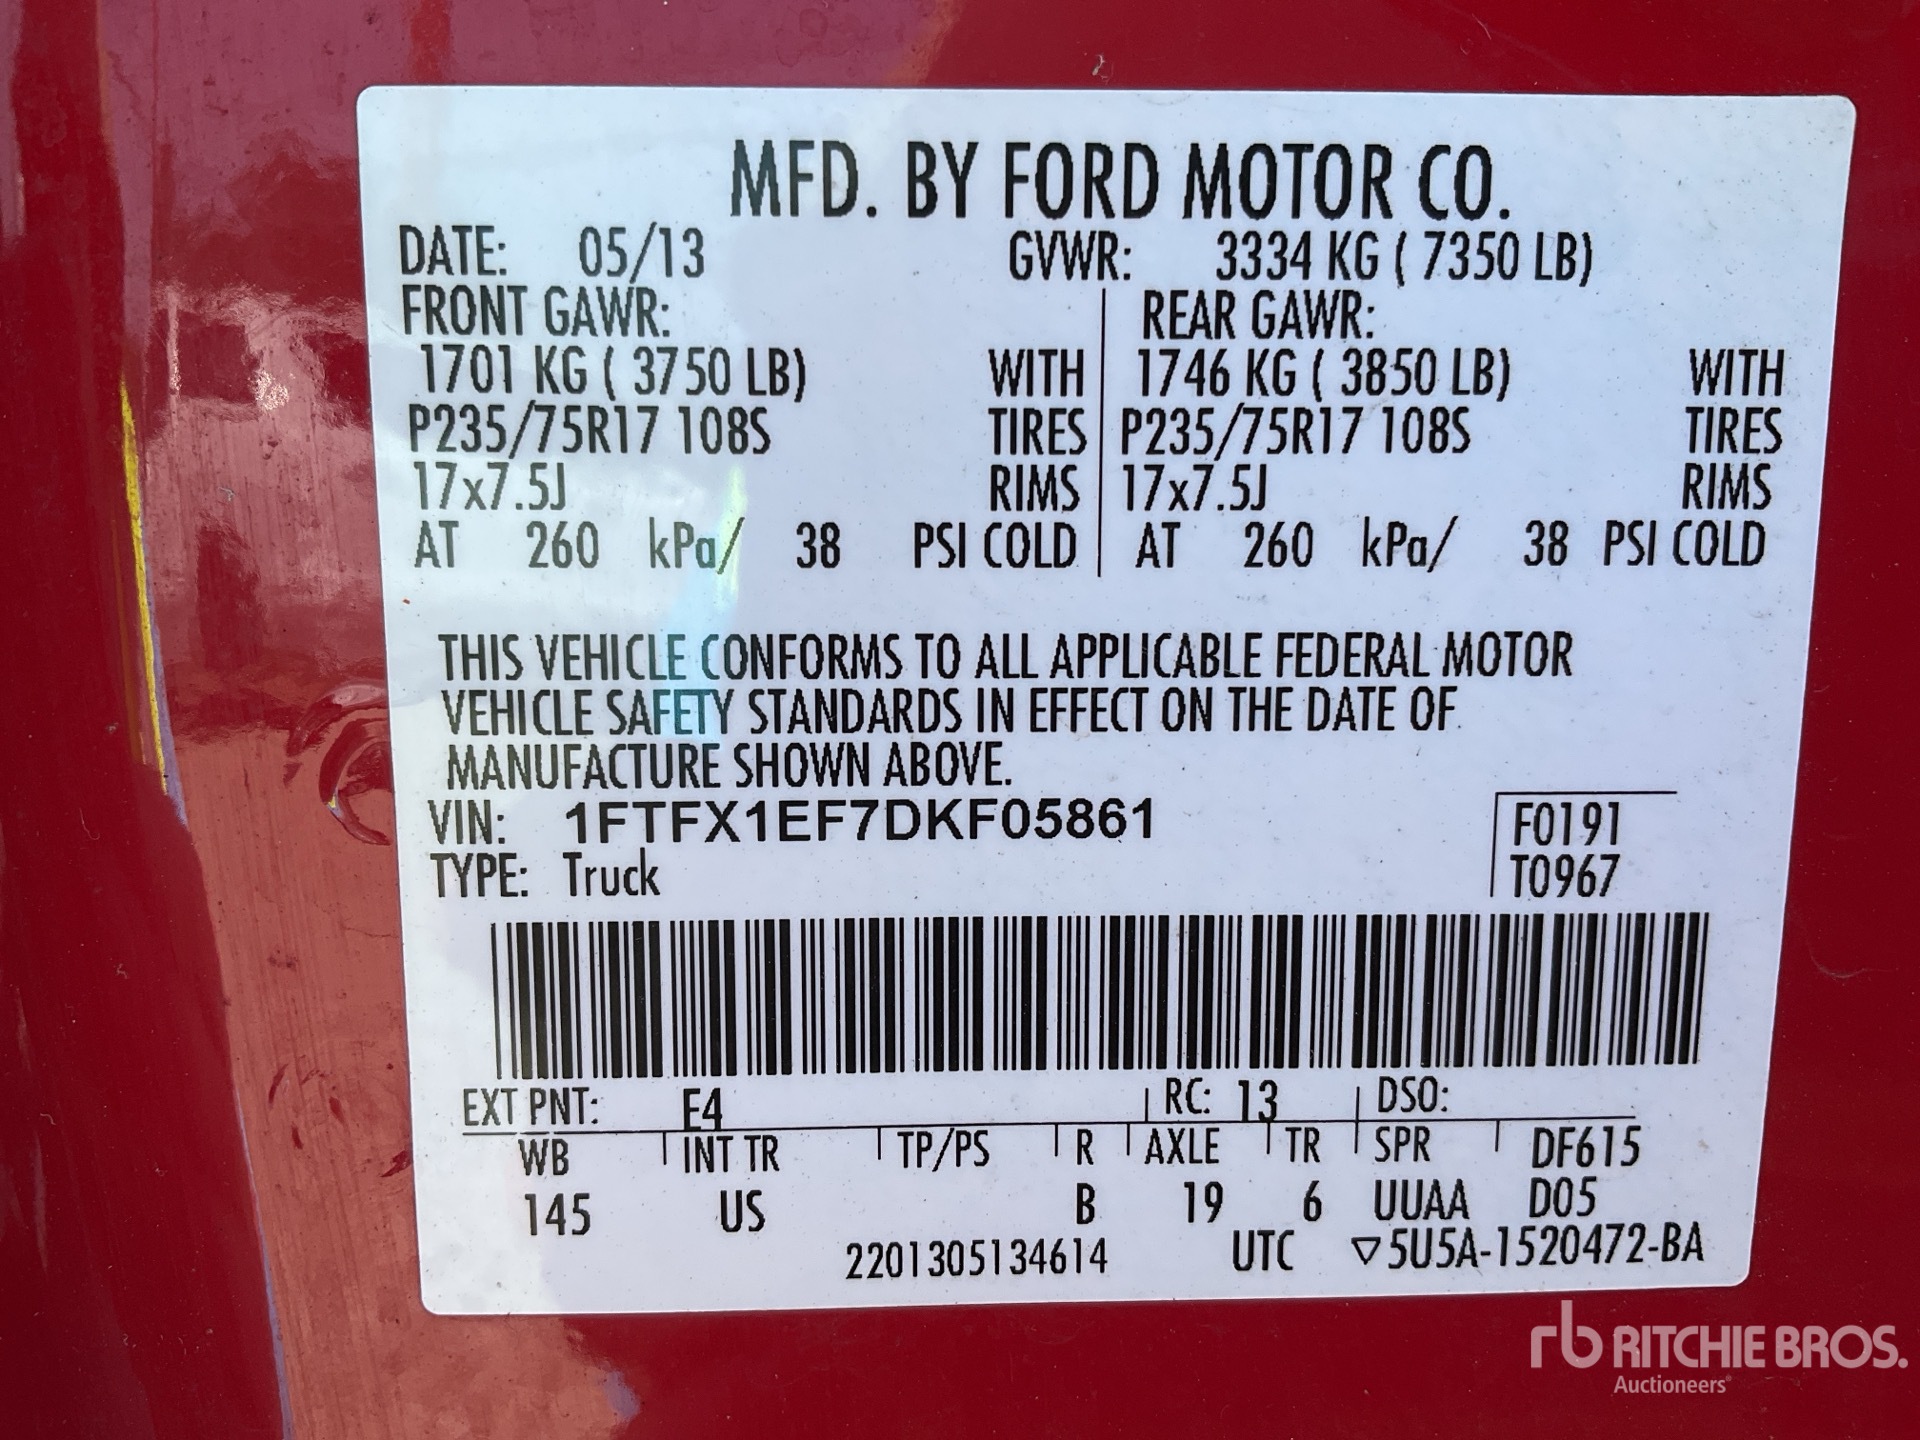 MFD. BY FORD MOTOR CO.
DATE: 05/13 GVWR: 3334 KG ( 7350 LB)
FRONT GAWR: REAR GAWR:
1701 KG ( 3750 LB) WITH 1746 KG ( 3850 LB) WITH
P235/75R17 108S TIRES P235/75R17 108S TIRES
17x7.5J RIMS 17x7.5J RIMS
AT 260 kPa/ 38 PSI COLD AT 260 kPa/ 38 PSI COLD
THIS VEHICLE CONFORMS TO ALL APPLICABLE FEDERAL MOTOR
VEHICLE SAFETY STANDARDS IN EFFECT ON THE DATE OF
MANUFACTURE SHOWN ABOVE.
VIN: 1FTFX1EF7DKF05861 F0191
TYPE: Truck T0967
EXT PNT: E4 RC: 13 DSO:
WB INT TR TP/PS R AXLE TR SPR DF615
145 US B 19 6 UUAA D05
2201305134614 UTC ▽5U5A-1520472-BA
rb RITCHIE BROS.
Auctioneers